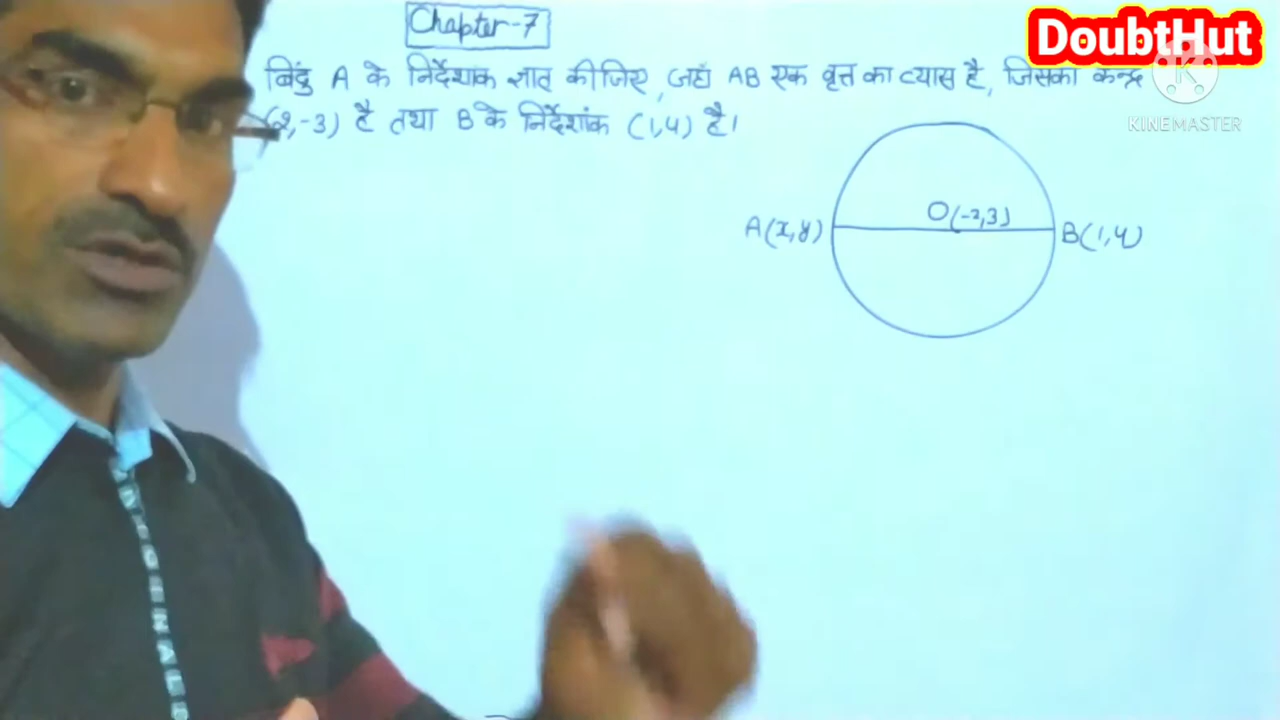 Chapter-7
DoubtHut
बिंदु A के निर्देशांक ज्ञात कीजिए, जहाँ AB एक वृत्त का व्यास है, जिसका केन्द्र
(2,-3) है तथा B के निर्देशांक (1,4) है।
KINEMASTER
O(-2,3)
A(x,y)
B(1,4)